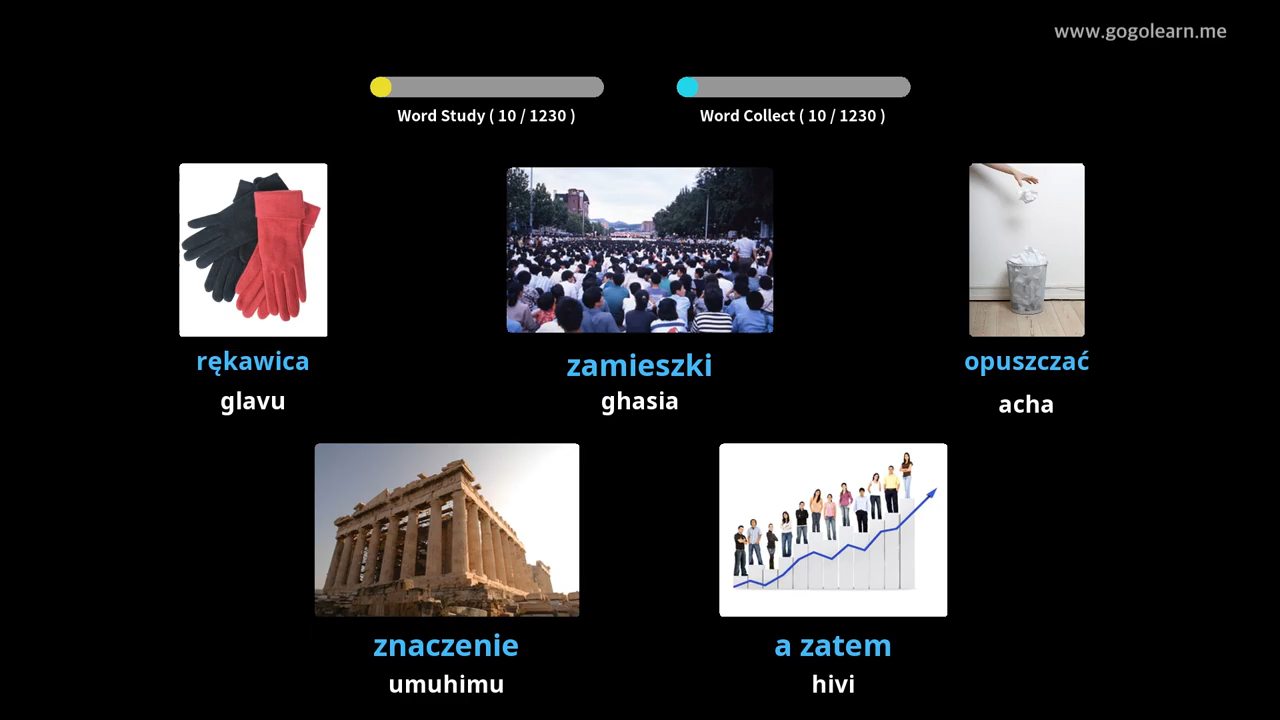 www.gogolearn.me
Word Study ( 10 / 1230 )
Word Collect ( 10 / 1230 )
rękawica
glavu
zamieszki
ghasia
opuszczać
acha
znaczenie
umuhimu
a zatem
hivi